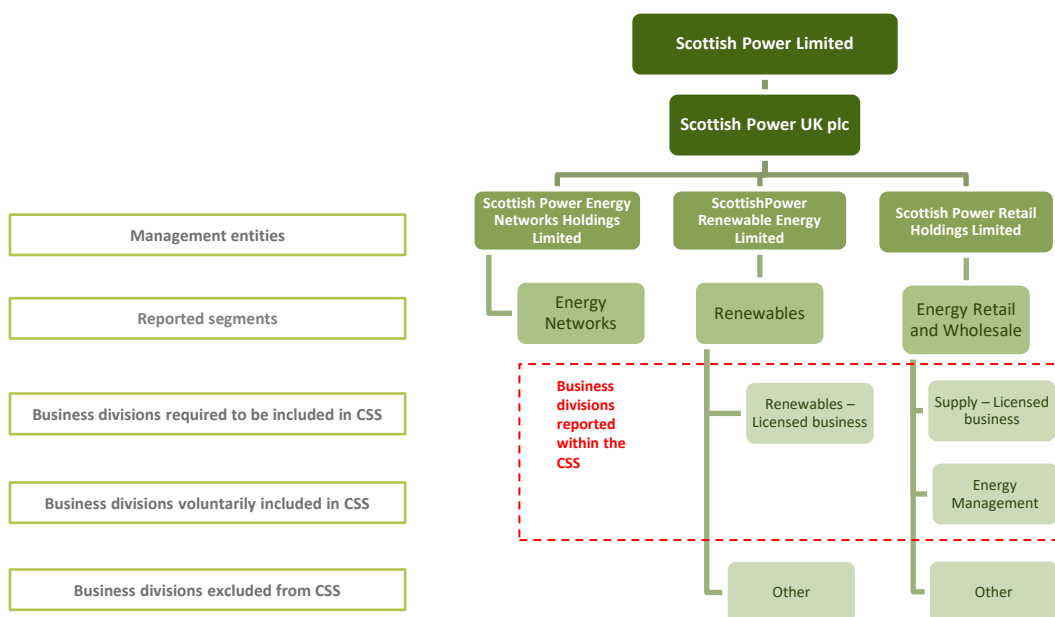 Scottish Power Limited
Scottish Power UK plc
Scottish Power Energy
Networks Holdings
Limited
ScottishPower
Renewable Energy
Limited
Scottish Power Retail
Holdings Limited
Management entities
Energy
Networks
Renewables
Energy Retail
and Wholesale
Reported segments
Business
divisions
reported
within the
CSS
Renewables –
Licensed business
Supply – Licensed
business
Business divisions required to be included in CSS
Energy
Management
Business divisions voluntarily included in CSS
Other
Other
Business divisions excluded from CSS